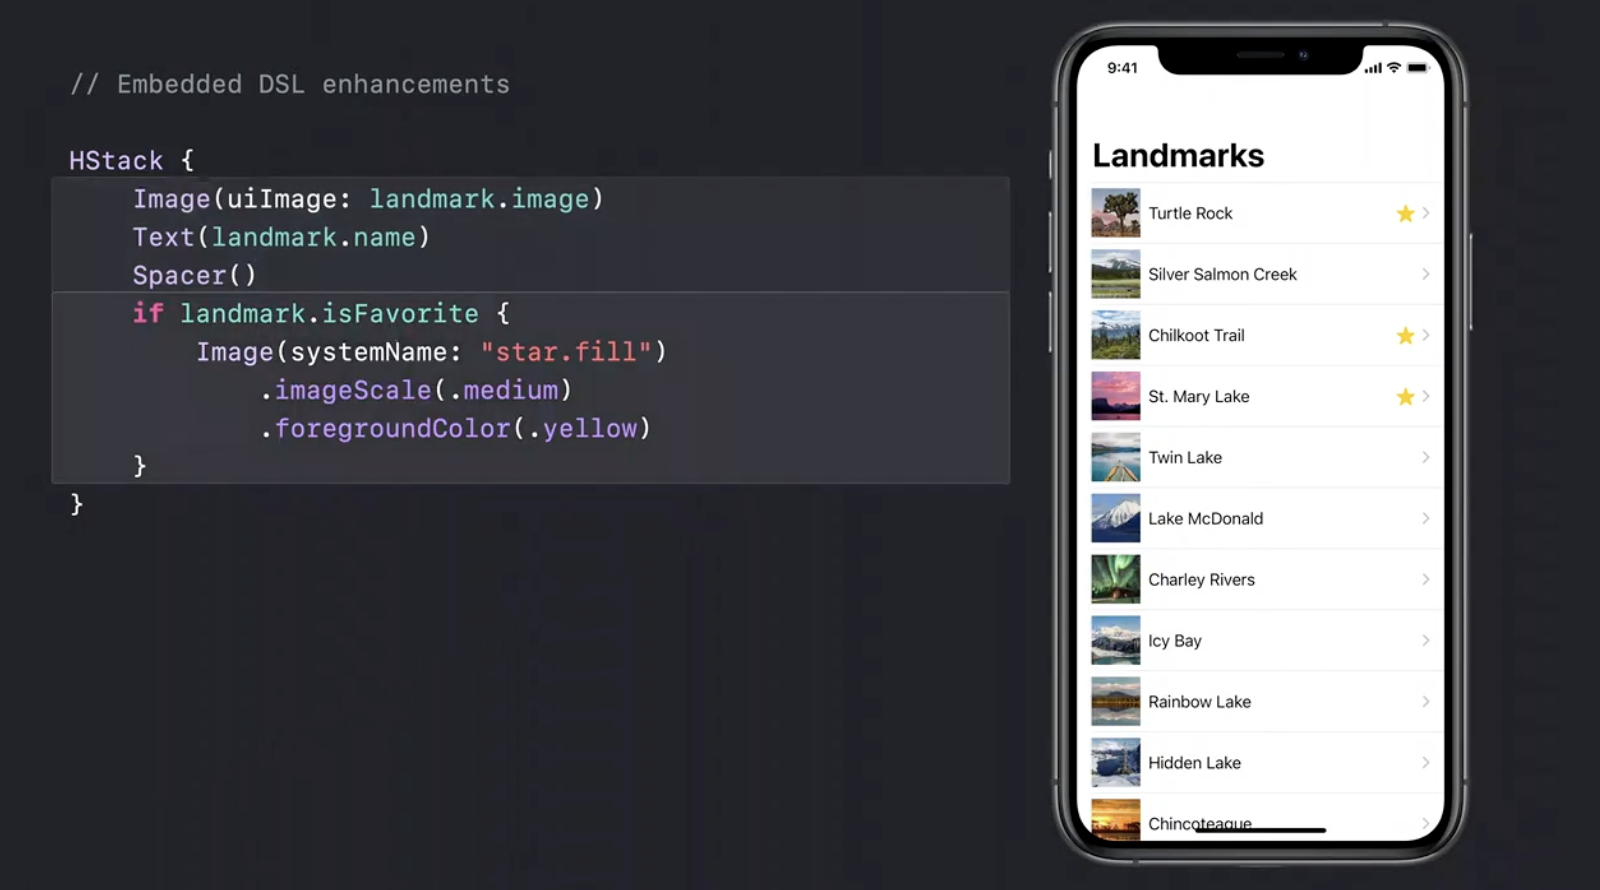 // Embedded DSL enhancements
HStack {
    Image(uiImage: landmark.image)
    Text(landmark.name)
    Spacer()
    if landmark.isFavorite {
        Image(systemName: "star.fill")
            .imageScale(.medium)
            .foregroundColor(.yellow)
    }
}
9:41
Landmarks
Turtle Rock
Silver Salmon Creek
Chilkoot Trail
St. Mary Lake
Twin Lake
Lake McDonald
Charley Rivers
Icy Bay
Rainbow Lake
Hidden Lake
Chincoteague